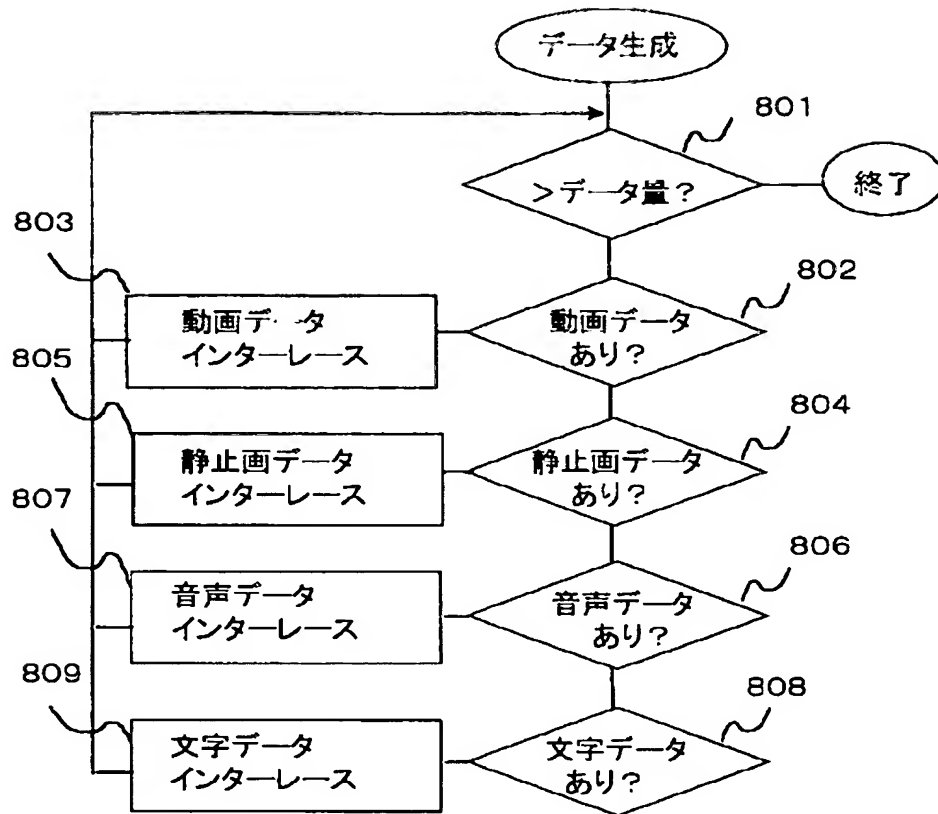 データ生成
801
>データ量?
終了
803
802
動画データ
インターレース
動画データ
あり?
805
804
静止画データ
インターレース
静止画データ
あり?
807
806
音声データ
インターレース
音声データ
あり?
809
808
文字データ
インターレース
文字データ
あり?